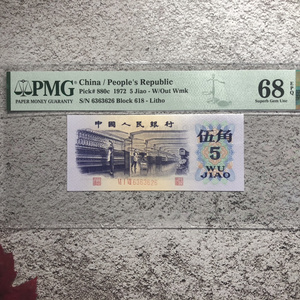 PMG
PAPER MONEY GUARANTY
China / People's Republic
Pick# 880c 1972 5 Jiao - W/Out Wmk
S/N 6363626 Block 618 - Litho
68 EPQ
Superb Gem Unc
中国人民银行
伍角
5
WU
JIAO
6363626